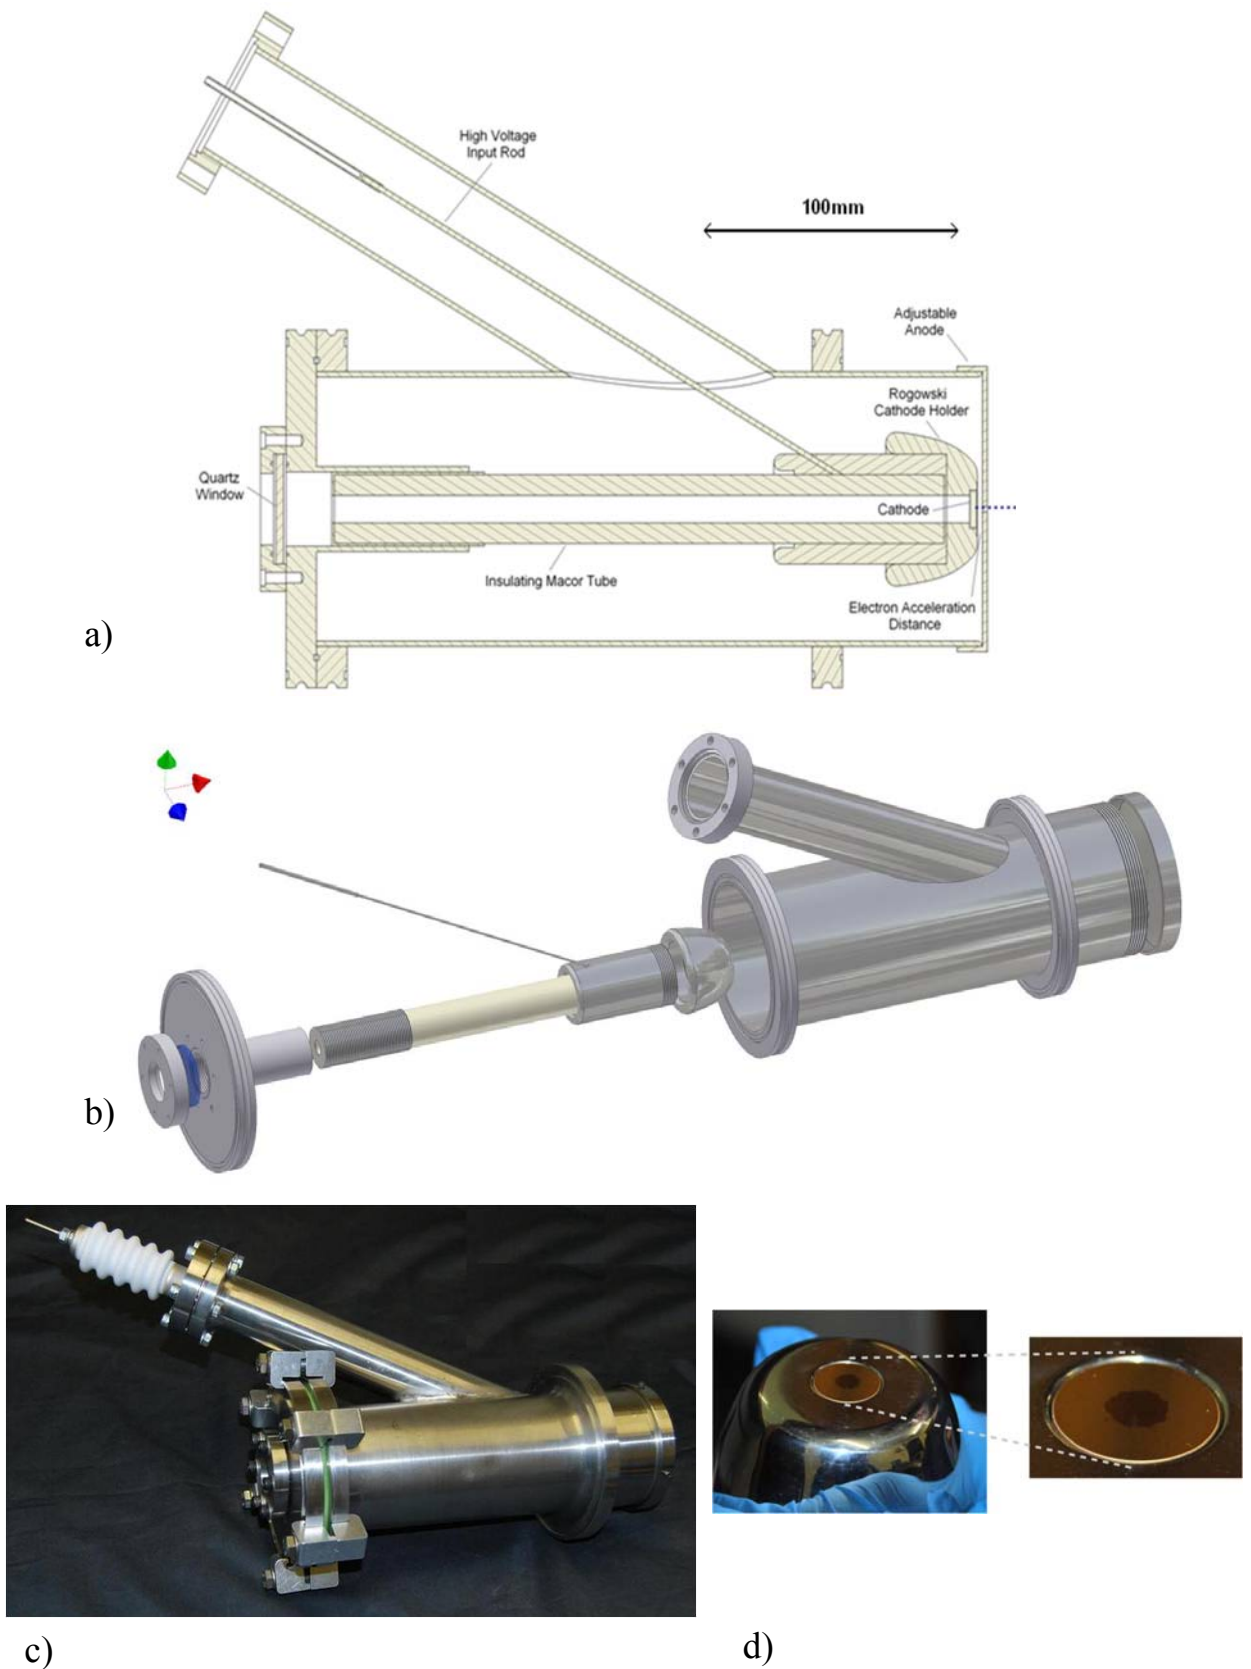 High Voltage
Input Rod
100mm
Adjustable
Anode
Rogowski
Cathode Holder
Quartz
Window
Cathode
Insulating Macor Tube
Electron Acceleration
Distance
a)
b)
c)
d)